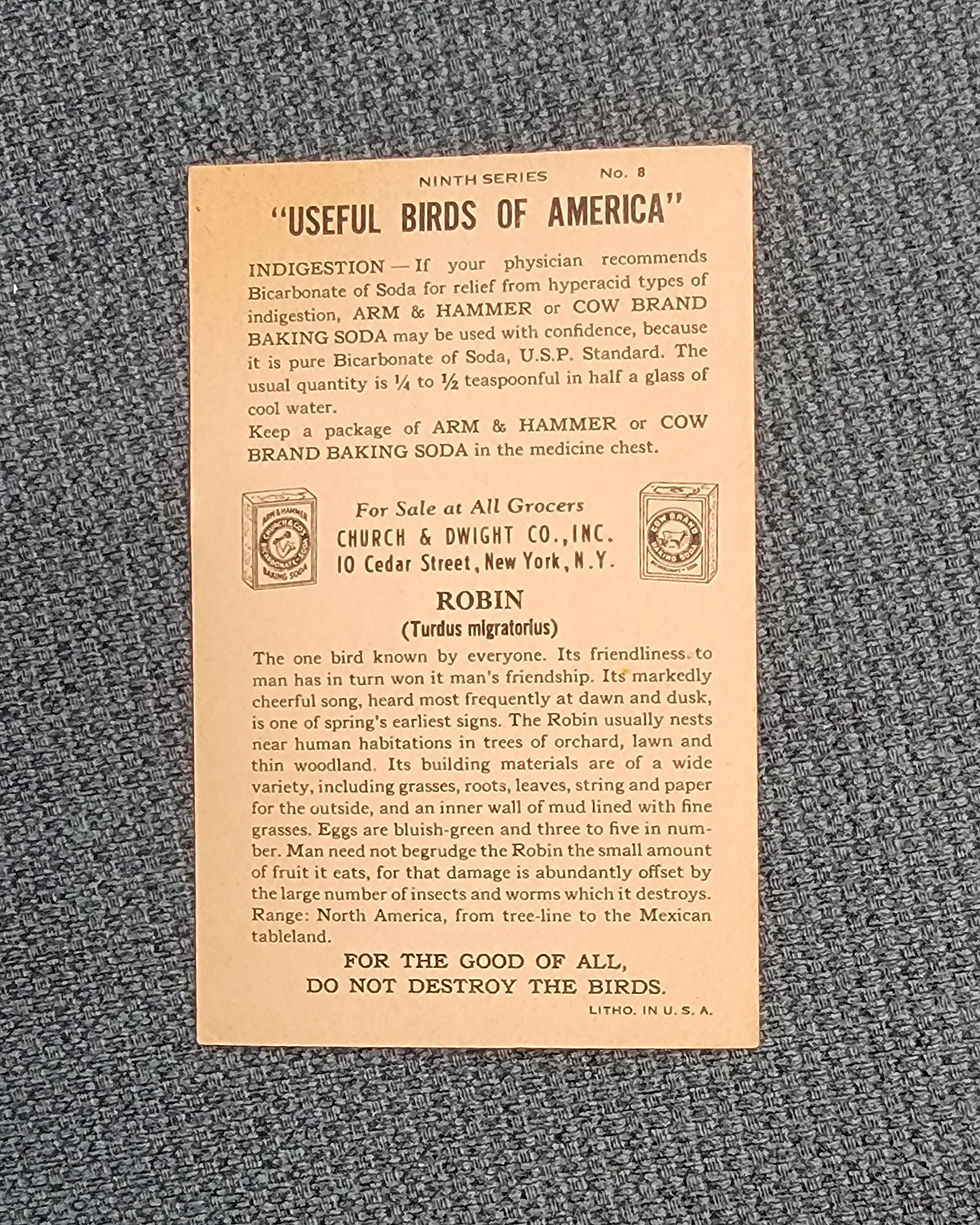 NINTH SERIES No. 8
"USEFUL BIRDS OF AMERICA"
INDIGESTION — If your physician recommends
Bicarbonate of Soda for relief from hyperacid types of
indigestion, ARM & HAMMER or COW BRAND
BAKING SODA may be used with confidence, because
it is pure Bicarbonate of Soda, U.S.P. Standard. The
usual quantity is ¼ to ½ teaspoonful in half a glass of
cool water.
Keep a package of ARM & HAMMER or COW
BRAND BAKING SODA in the medicine chest.
ARM & HAMMER
CHURCH & CO'S
BAKING SODA
For Sale at All Grocers
CHURCH & DWIGHT CO., INC.
10 Cedar Street, New York, N.Y.
COW BRAND
BAKING SODA
ROBIN
(Turdus migratorius)
The one bird known by everyone. Its friendliness to
man has in turn won it man's friendship. Its markedly
cheerful song, heard most frequently at dawn and dusk,
is one of spring's earliest signs. The Robin usually nests
near human habitations in trees of orchard, lawn and
thin woodland. Its building materials are of a wide
variety, including grasses, roots, leaves, string and paper
for the outside, and an inner wall of mud lined with fine
grasses. Eggs are bluish-green and three to five in num-
ber. Man need not begrudge the Robin the small amount
of fruit it eats, for that damage is abundantly offset by
the large number of insects and worms which it destroys.
Range: North America, from tree-line to the Mexican
tableland.
FOR THE GOOD OF ALL,
DO NOT DESTROY THE BIRDS.
LITHO. IN U. S. A.